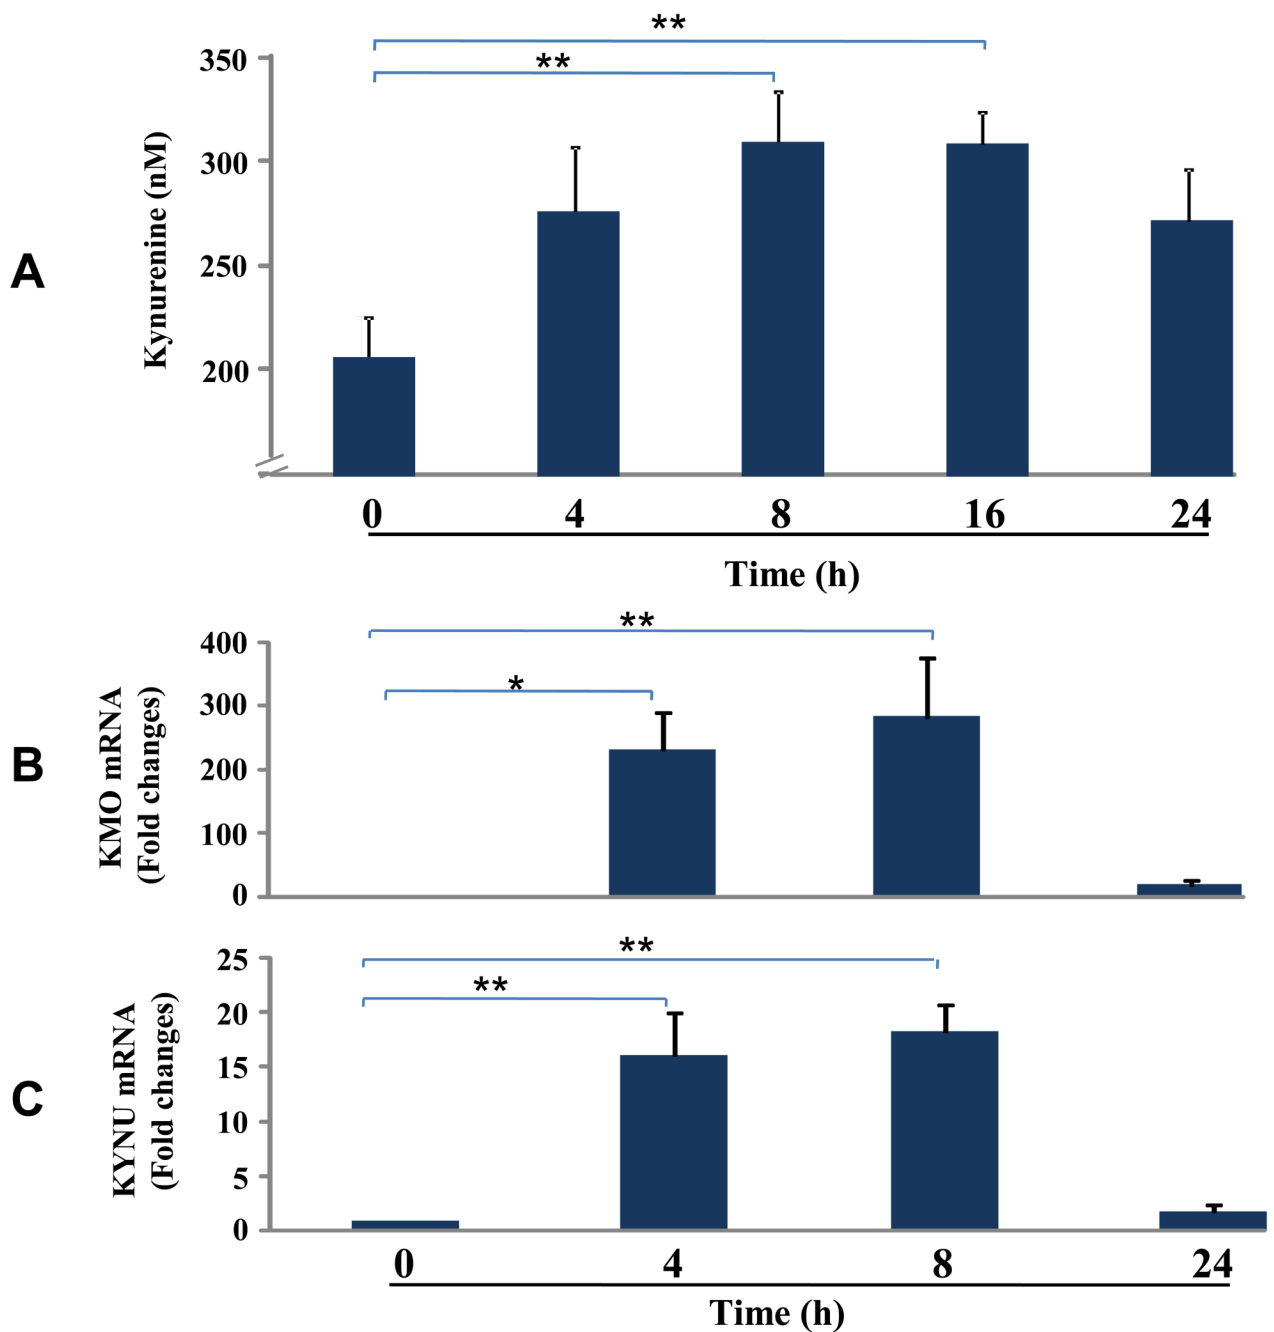 **
350
**
300
250
200
Kynurenine (nM)
A
0 4 8 16 24
Time (h)
**
400
*
300
200
100
0
KMO mRNA
(Fold changes)
B
**
25
**
20
15
10
5
0
KYNU mRNA
(Fold changes)
C
0 4 8 24
Time (h)